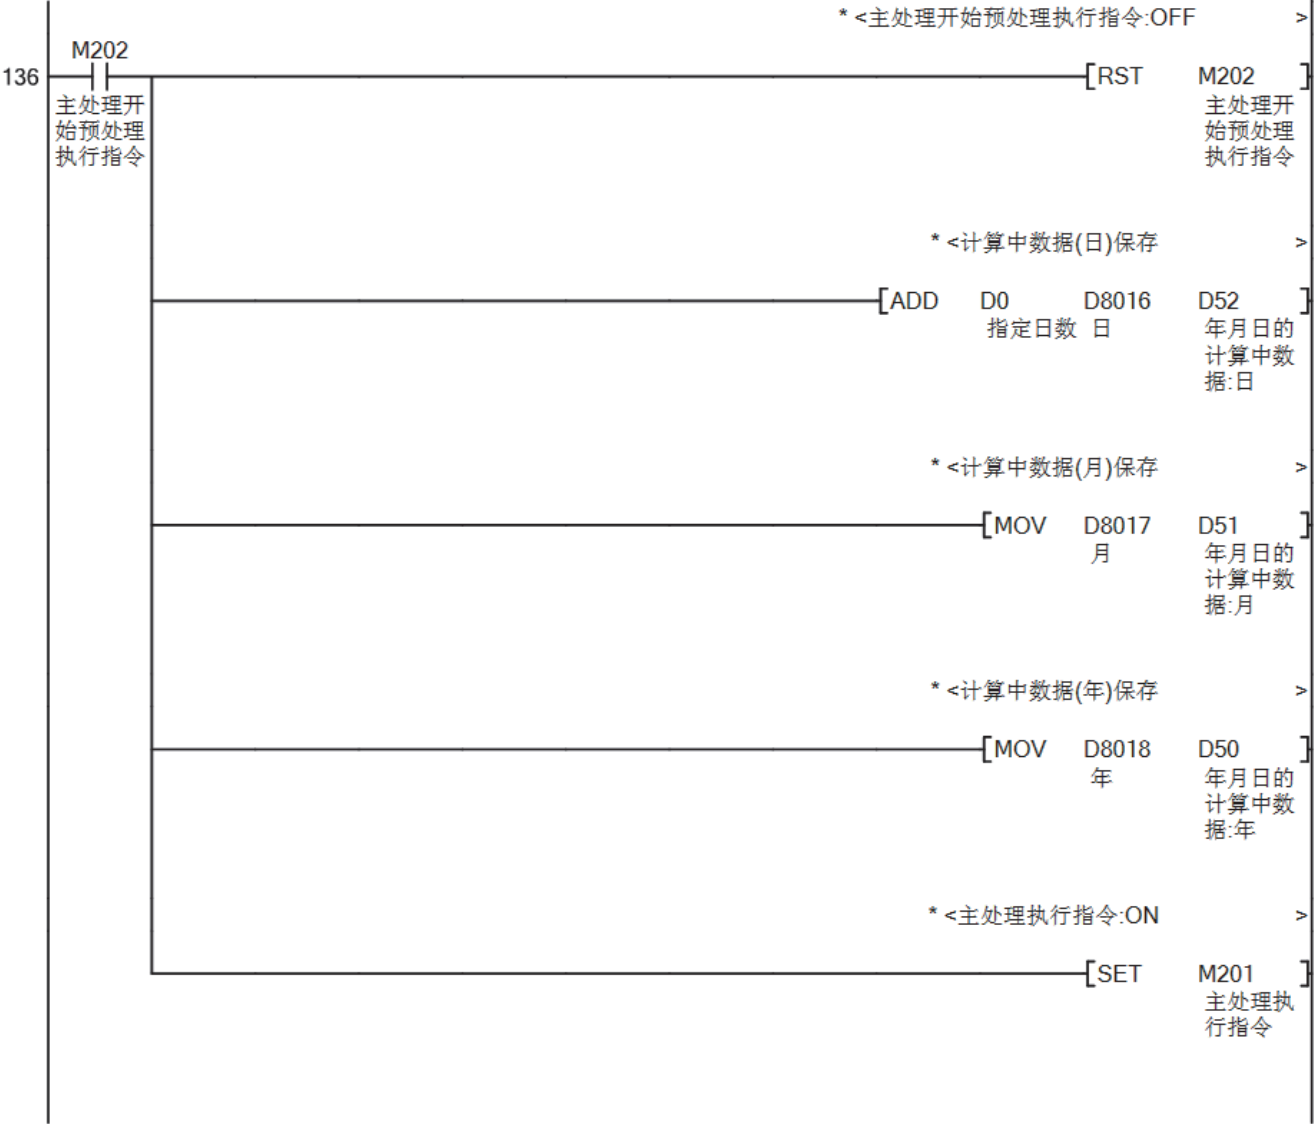 * <主处理开始预处理执行指令:OFF >
M202
136
[RST M202 ]
主处理开
始预处理
执行指令
主处理开
始预处理
执行指令
* <计算中数据(日)保存 >
[ADD D0 D8016 D52 ]
指定日数 日 年月日的
计算中数
据:日
* <计算中数据(月)保存 >
[MOV D8017 D51 ]
月 年月日的
计算中数
据:月
* <计算中数据(年)保存 >
[MOV D8018 D50 ]
年 年月日的
计算中数
据:年
* <主处理执行指令:ON >
[SET M201 ]
主处理执
行指令